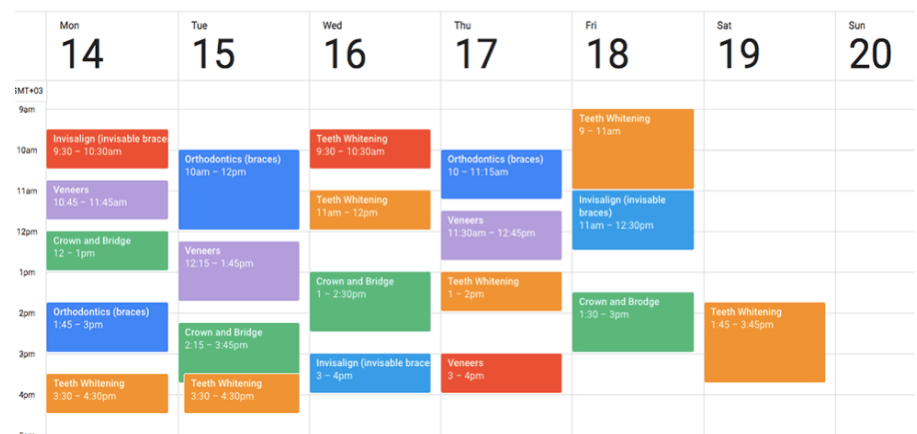 Mon
14
Tue
15
Wed
16
Thu
17
Fri
18
Sat
19
Sun
20
GMT+03
9am
10am
11am
12pm
1pm
2pm
3pm
4pm
Invisalign (invisable brace
9:30 – 10:30am
Veneers
10:45 – 11:45am
Crown and Bridge
12 – 1pm
Orthodontics (braces)
1:45 – 3pm
Teeth Whitening
3:30 – 4:30pm
Orthodontics (braces)
10am – 12pm
Veneers
12:15 – 1:45pm
Crown and Bridge
2:15 – 3:45pm
Teeth Whitening
3:30 – 4:30pm
Teeth Whitening
9:30 – 10:30am
Teeth Whitening
11am – 12pm
Crown and Bridge
1 – 2:30pm
Invisalign (invisable brace
3 – 4pm
Orthodontics (braces)
10 – 11:15am
Veneers
11:30am – 12:45pm
Teeth Whitening
1 – 2pm
Veneers
3 – 4pm
Teeth Whitening
9 – 11am
Invisalign (invisable
braces)
11am – 12:30pm
Crown and Brodge
1:30 – 3pm
Teeth Whitening
1:45 – 3:45pm